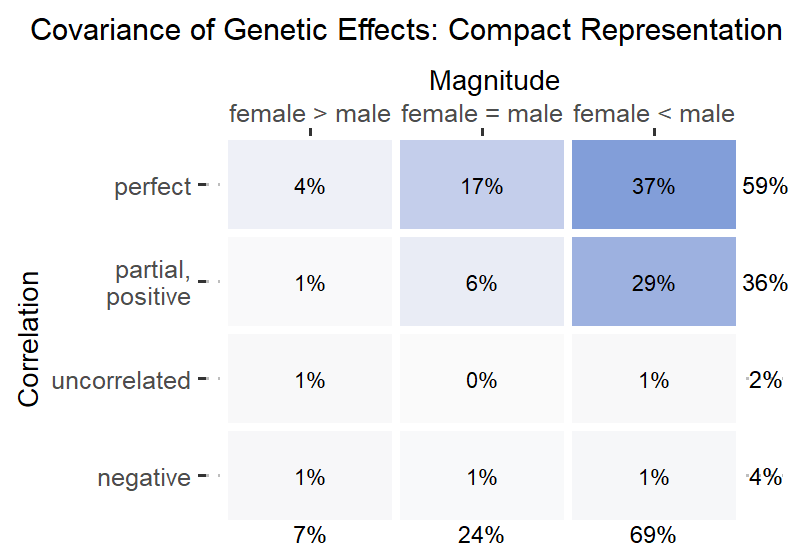 Covariance of Genetic Effects: Compact Representation
Magnitude
female > male female = male female < male
perfect 4% 17% 37% 59%
partial,
positive 1% 6% 29% 36%
Correlation
uncorrelated 1% 0% 1% 2%
negative 1% 1% 1% 4%
7% 24% 69%